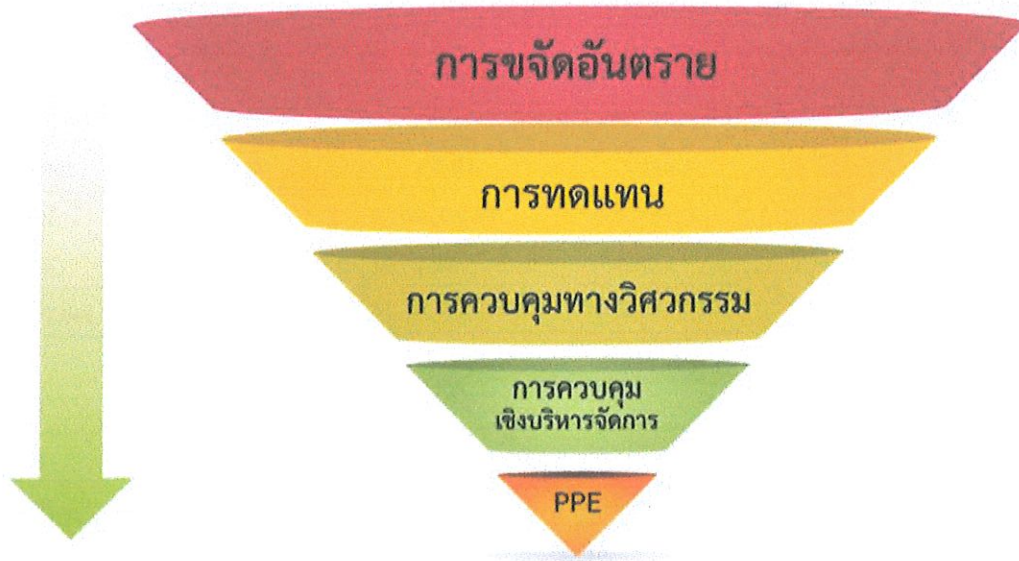 การขจัดอันตราย
การทดแทน
การควบคุมทางวิศวกรรม
การควบคุม
เชิงบริหารจัดการ
PPE